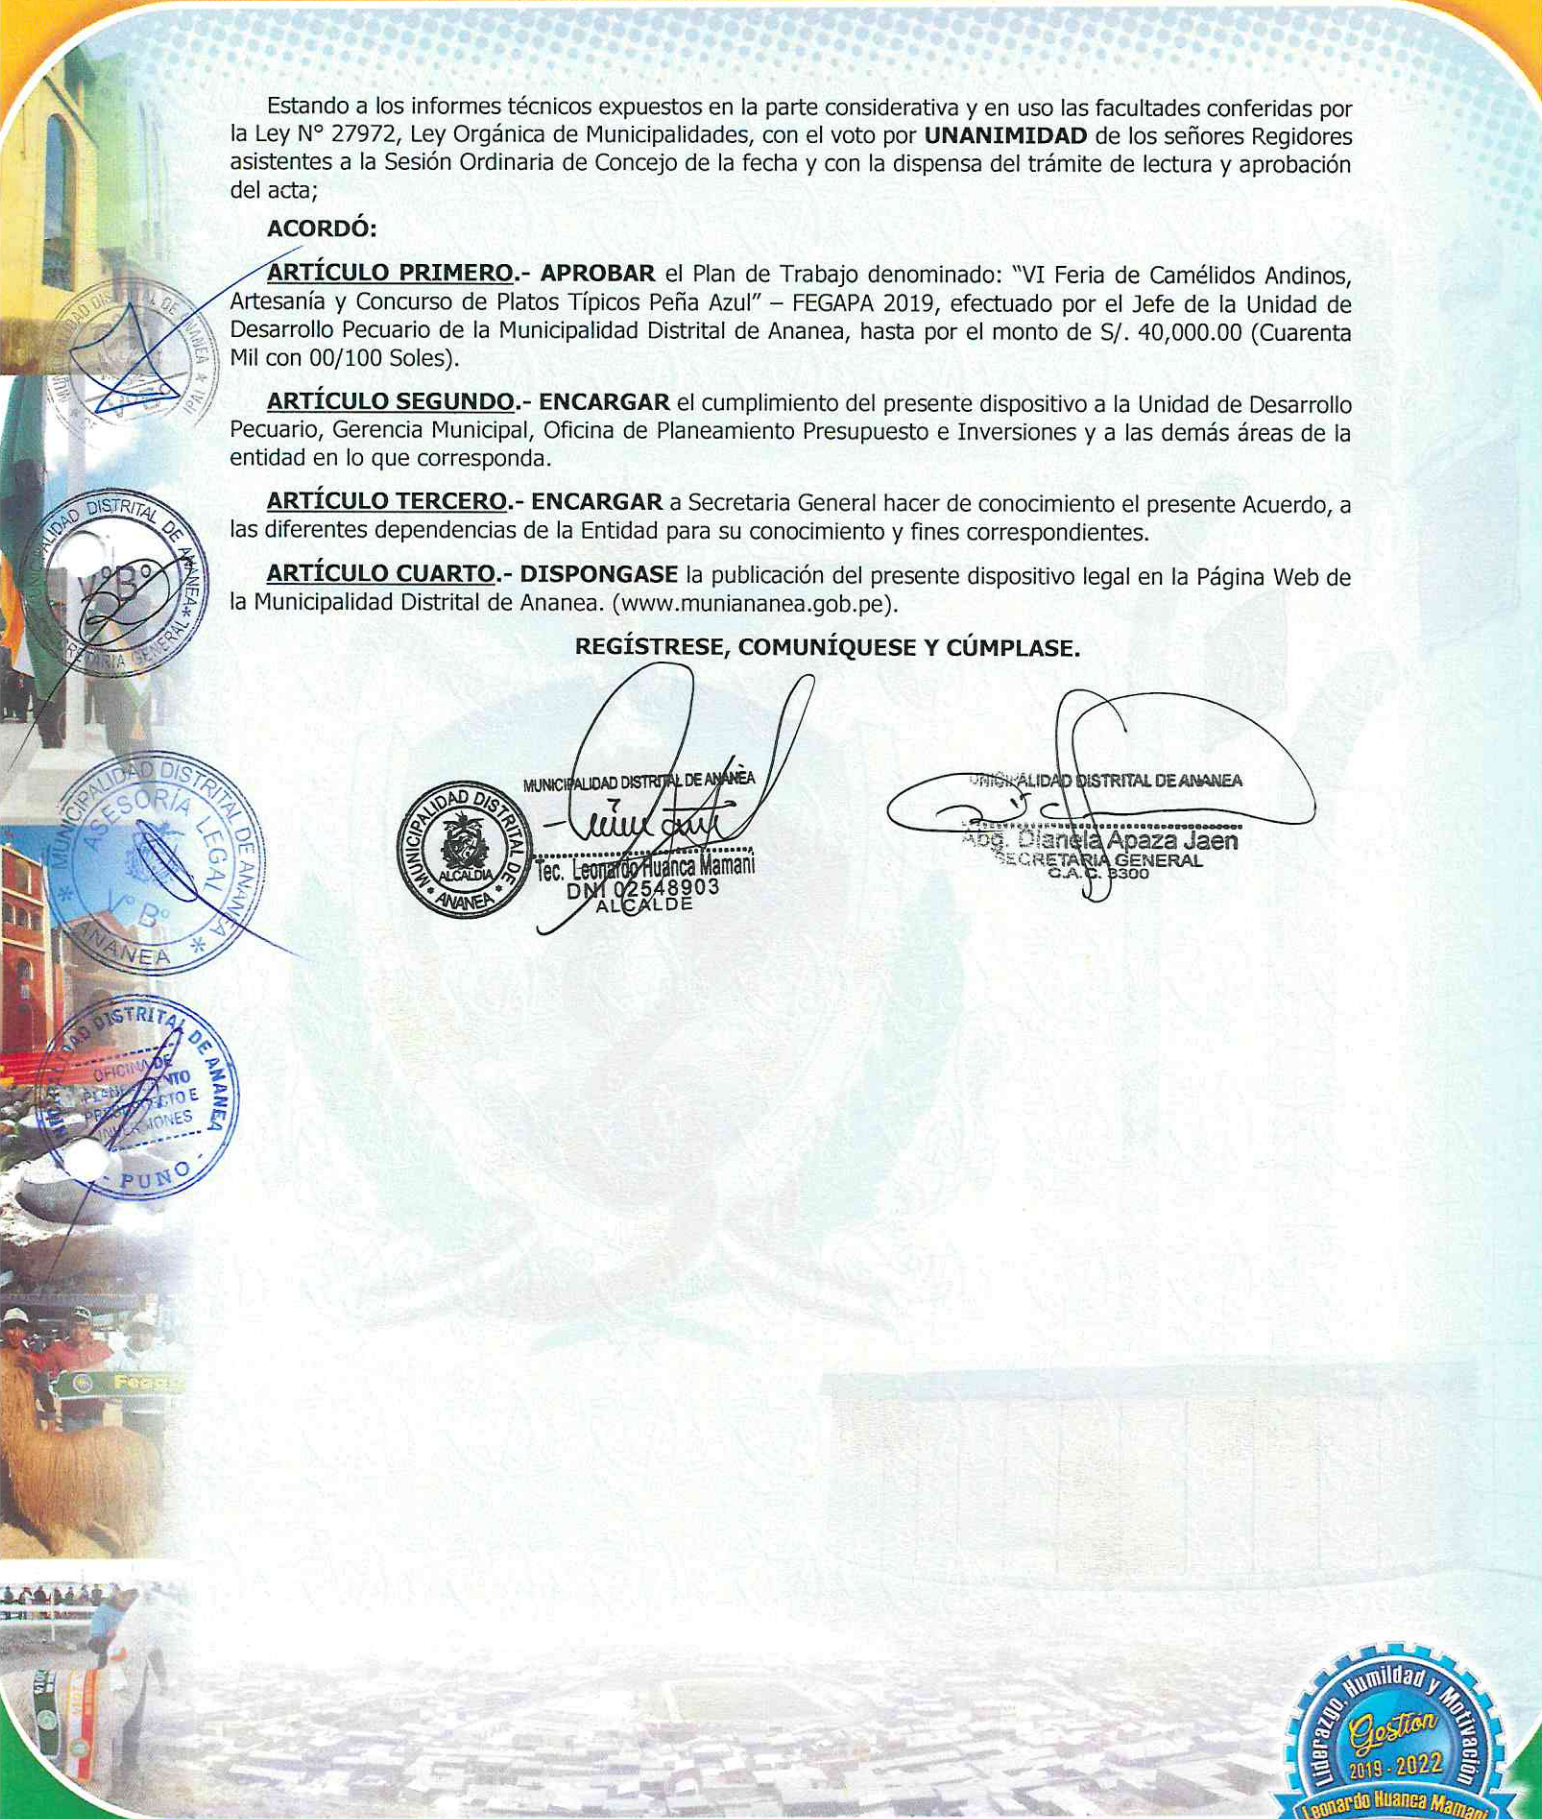 Estando a los informes técnicos expuestos en la parte considerativa y en uso las facultades conferidas por
la Ley N° 27972, Ley Orgánica de Municipalidades, con el voto por UNANIMIDAD de los señores Regidores
asistentes a la Sesión Ordinaria de Concejo de la fecha y con la dispensa del trámite de lectura y aprobación
del acta;
ACORDÓ:
ARTÍCULO PRIMERO.- APROBAR el Plan de Trabajo denominado: “VI Feria de Camélidos Andinos,
Artesanía y Concurso de Platos Típicos Peña Azul” – FEGAPA 2019, efectuado por el Jefe de la Unidad de
Desarrollo Pecuario de la Municipalidad Distrital de Ananea, hasta por el monto de S/. 40,000.00 (Cuarenta
Mil con 00/100 Soles).
ARTÍCULO SEGUNDO.- ENCARGAR el cumplimiento del presente dispositivo a la Unidad de Desarrollo
Pecuario, Gerencia Municipal, Oficina de Planeamiento Presupuesto e Inversiones y a las demás áreas de la
entidad en lo que corresponda.
ARTÍCULO TERCERO.- ENCARGAR a Secretaria General hacer de conocimiento el presente Acuerdo, a
las diferentes dependencias de la Entidad para su conocimiento y fines correspondientes.
ARTÍCULO CUARTO.- DISPONGASE la publicación del presente dispositivo legal en la Página Web de
la Municipalidad Distrital de Ananea. (www.muniananea.gob.pe).
REGÍSTRESE, COMUNÍQUESE Y CÚMPLASE.
MUNICIPALIDAD DISTRITAL DE ANANEA
Tec. Leonardo Huanca Mamani
DNI 02548903
ALCALDE
MUNICIPALIDAD DISTRITAL DE
ALCALDIA
ANANEA
MUNICIPALIDAD DISTRITAL DE ANANEA
Abg. Dianela Apaza Jaen
SECRETARIA GENERAL
C.A.C. 8300
MUNICIPALIDAD DISTRITAL DE ANANEA
V°B°
SECRETARIA GENERAL
MUNICIPALIDAD DISTRITAL DE ANANEA
ASESORÍA LEGAL
V° B°
ANANEA
DISTRITAL DE ANANEA
OFICINA DE
PLANEAMIENTO
PRESUPUESTO E
INVERSIONES
- PUNO -
Liderazgo, Humildad y Motivación
Gestión
2019 - 2022
Leonardo Huanca Mamani